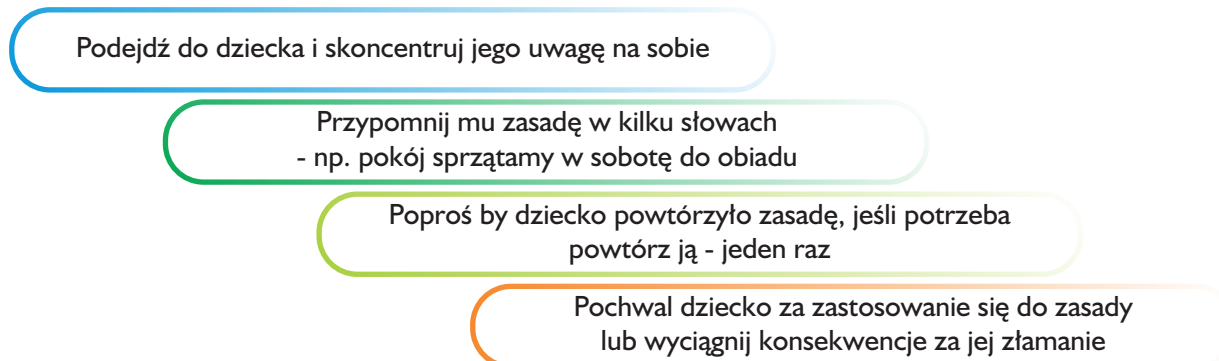 Podejdź do dziecka i skoncentruj jego uwagę na sobie
Przypomnij mu zasadę w kilku słowach
- np. pokój sprzątamy w sobotę do obiadu
Poproś by dziecko powtórzyło zasadę, jeśli potrzeba
powtórz ją - jeden raz
Pochwal dziecko za zastosowanie się do zasady
lub wyciągnij konsekwencje za jej złamanie